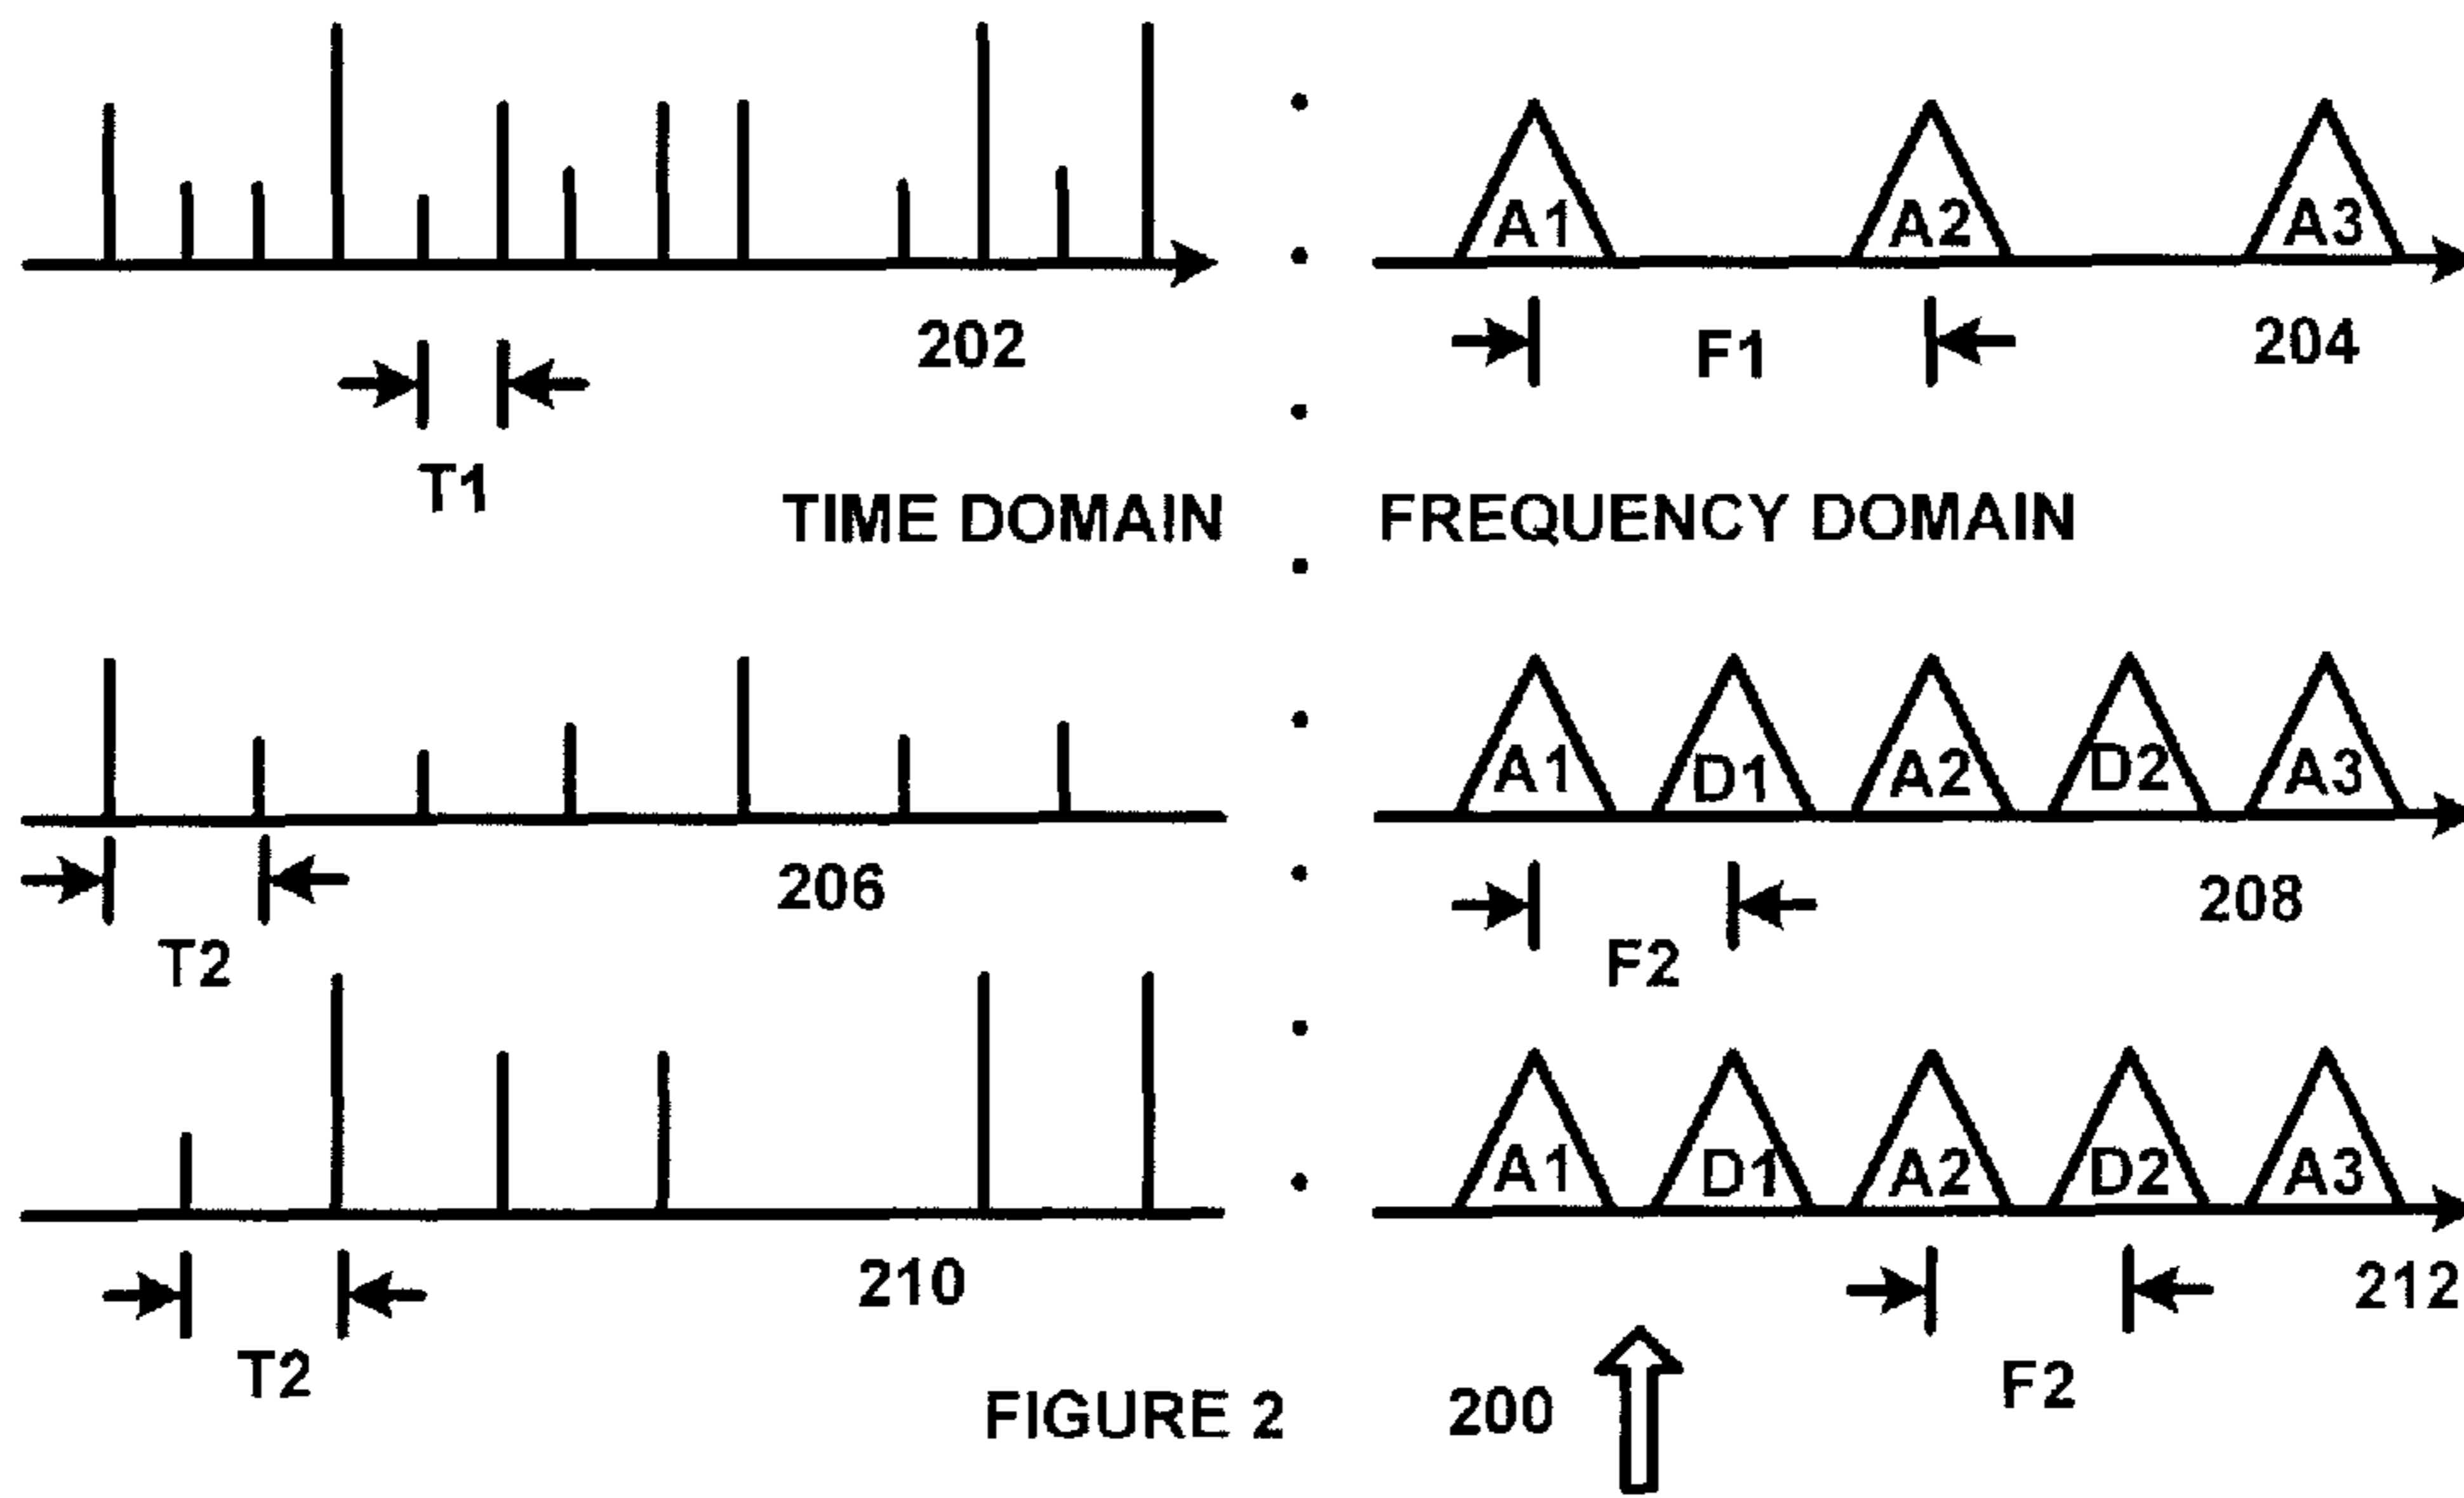 A1 A2 A3
202 F1 204
T1
TIME DOMAIN FREQUENCY DOMAIN
A1 D1 A2 D2 A3
206 208
T2 F2
A1 D1 A2 D2 A3
210 212
T2 F2
FIGURE 2 200